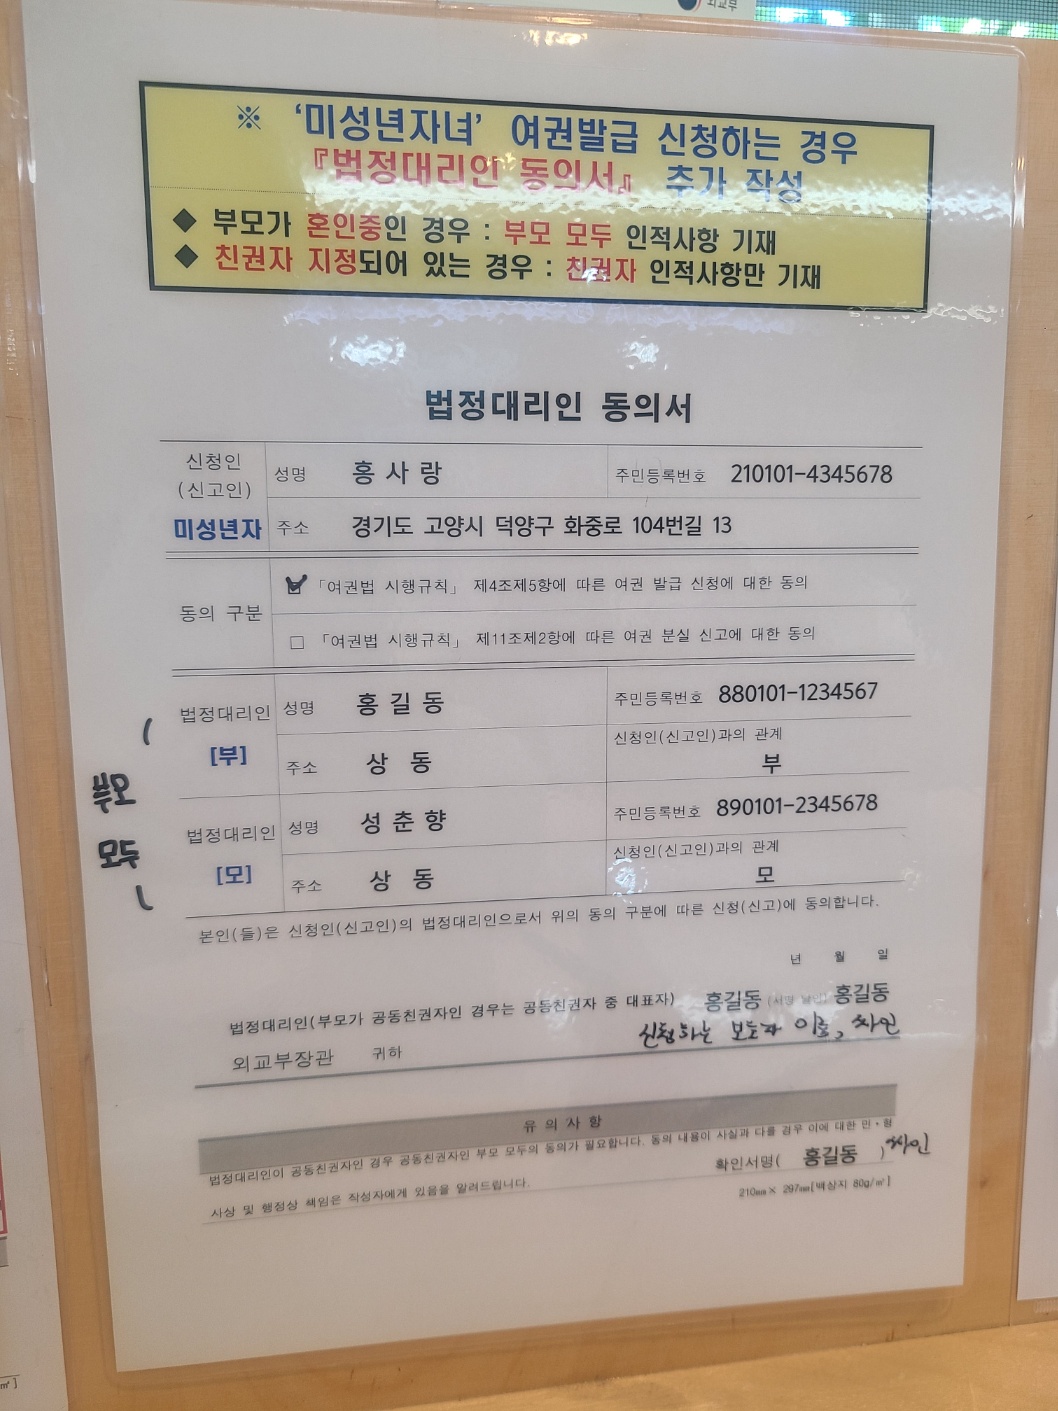 외교부
※ '미성년자녀' 여권발급 신청하는 경우
『법정대리인 동의서』 추가 작성
◆ 부모가 혼인중인 경우 : 부모 모두 인적사항 기재
◆ 친권자 지정되어 있는 경우 : 친권자 인적사항만 기재
법정대리인 동의서
신청인
(신고인)
미성년자
성명 홍사랑 주민등록번호 210101-4345678
주소 경기도 고양시 덕양구 화중로 104번길 13
동의 구분
☑ 「여권법 시행규칙」 제4조제5항에 따른 여권 발급 신청에 대한 동의
□ 「여권법 시행규칙」 제11조제2항에 따른 여권 분실 신고에 대한 동의
법정대리인
[부]
성명 홍길동 주민등록번호 880101-1234567
주소 상 동 신청인(신고인)과의 관계
부
부모
모두
법정대리인
[모]
성명 성춘향 주민등록번호 890101-2345678
주소 상 동 신청인(신고인)과의 관계
모
본인(들)은 신청인(신고인)의 법정대리인으로서 위의 동의 구분에 따른 신청(신고)에 동의합니다.
년 월 일
법정대리인(부모가 공동친권자인 경우는 공동친권자 중 대표자) 홍길동 (서명 날인) 홍길동
신청하는 이름, 싸인
외교부장관 귀하
유의사항
법정대리인이 공동친권자인 경우 공동친권자인 부모 모두의 동의가 필요합니다. 동의 내용이 사실과 다를 경우 이에 대한 민·형
사상 및 행정상 책임은 작성자에게 있음을 알려드립니다.
확인서명( 홍길동 ) 싸인
210㎜× 297㎜[백상지 80g/㎡]
㎡]